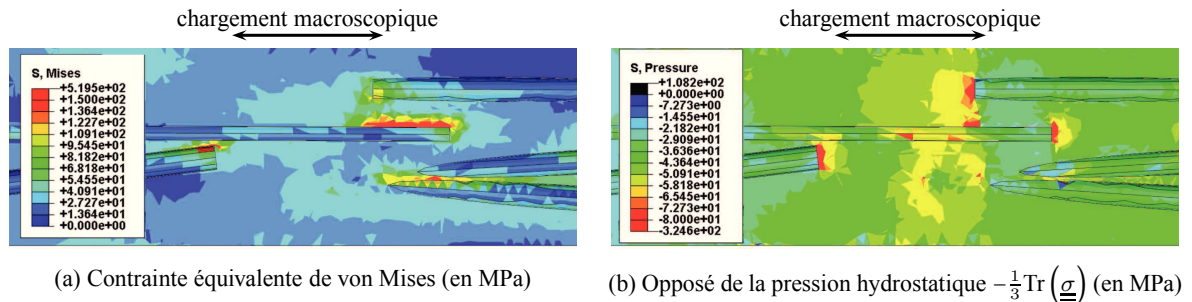 chargement macroscopique
chargement macroscopique
S, Mises
+5.195e+02
+1.500e+02
+1.364e+02
+1.227e+02
+1.091e+02
+9.545e+01
+8.182e+01
+6.818e+01
+5.455e+01
+4.091e+01
+2.727e+01
+1.364e+01
+0.000e+00
S, Pressure
+1.082e+02
+0.000e+00
-7.273e+00
-1.455e+01
-2.182e+01
-2.909e+01
-3.636e+01
-4.364e+01
-5.091e+01
-5.818e+01
-6.545e+01
-7.273e+01
-8.000e+01
-3.246e+02
(a) Contrainte équivalente de von Mises (en MPa)
(b) Opposé de la pression hydrostatique −1/3 Tr (σ) (en MPa)